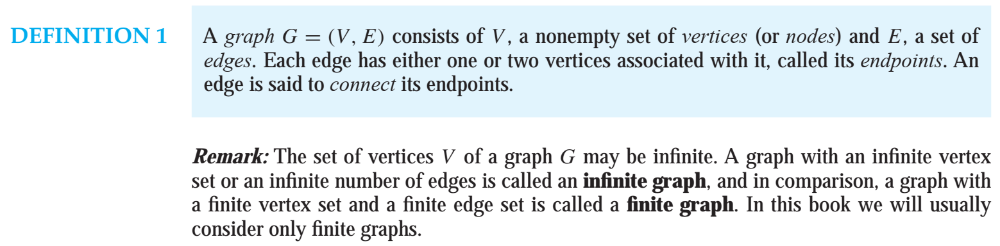 DEFINITION 1
A graph G = (V, E) consists of V, a nonempty set of vertices (or nodes) and E, a set of
edges. Each edge has either one or two vertices associated with it, called its endpoints. An
edge is said to connect its endpoints.
Remark: The set of vertices V of a graph G may be infinite. A graph with an infinite vertex
set or an infinite number of edges is called an infinite graph, and in comparison, a graph with
a finite vertex set and a finite edge set is called a finite graph. In this book we will usually
consider only finite graphs.